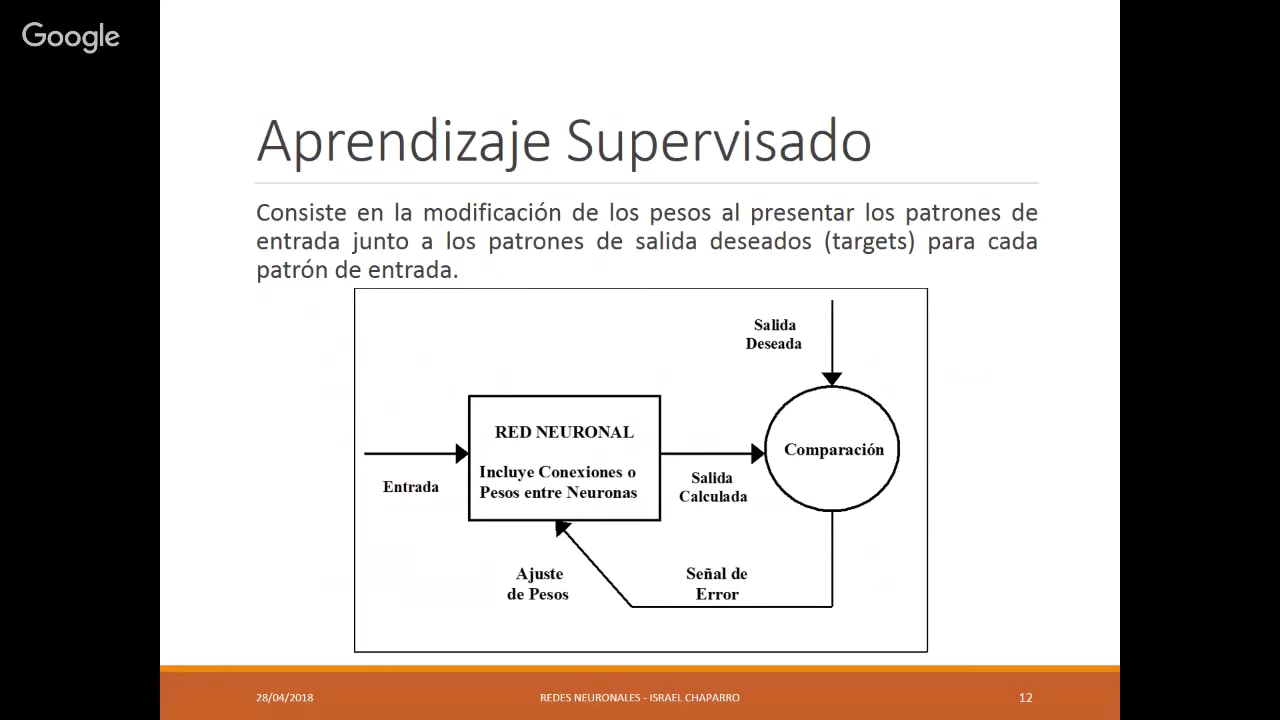 Google
Aprendizaje Supervisado
Consiste en la modificación de los pesos al presentar los patrones de
entrada junto a los patrones de salida deseados (targets) para cada
patrón de entrada.
Salida
Deseada
RED NEURONAL
Incluye Conexiones o
Pesos entre Neuronas
Comparación
Entrada
Salida
Calculada
Ajuste
de Pesos
Señal de
Error
28/04/2018
REDES NEURONALES - ISRAEL CHAPARRO
12